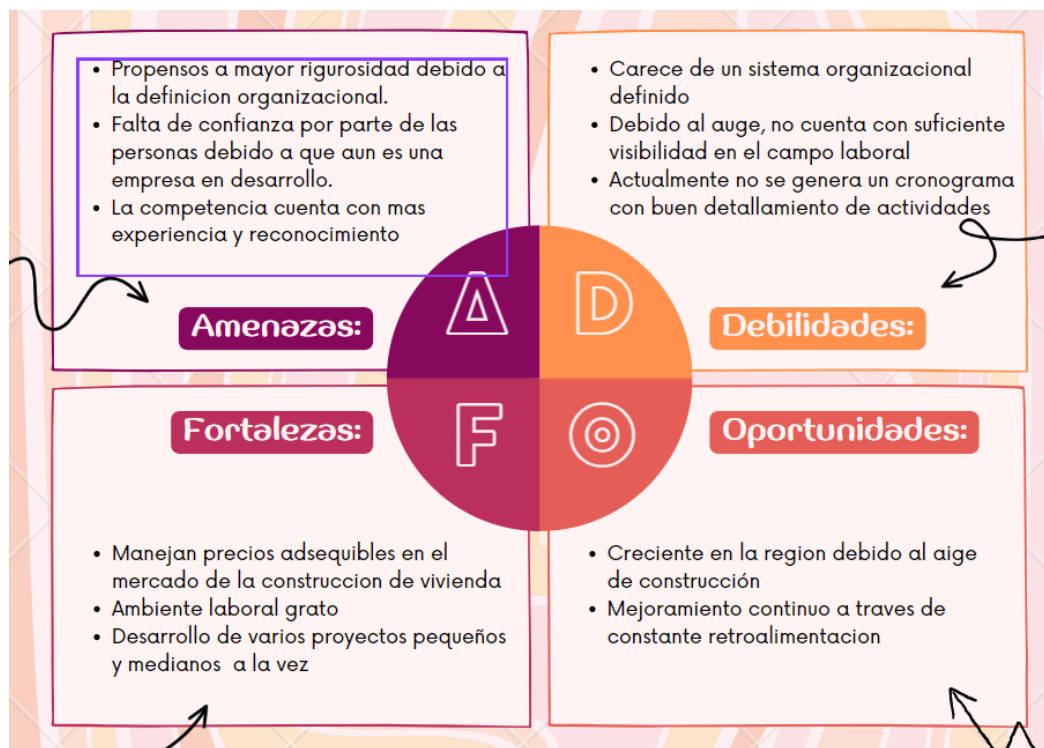 • Propensos a mayor rigurosidad debido a
la definicion organizacional.
• Falta de confianza por parte de las
personas debido a que aun es una
empresa en desarrollo.
• La competencia cuenta con mas
experiencia y reconocimiento
Amenazas:
• Carece de un sistema organizacional
definido
• Debido al auge, no cuenta con suficiente
visibilidad en el campo laboral
• Actualmente no se genera un cronograma
con buen detallamiento de actividades
Debilidades:
A D
F O
Fortalezas:
• Manejan precios adsequibles en el
mercado de la construccion de vivienda
• Ambiente laboral grato
• Desarrollo de varios proyectos pequeños
y medianos a la vez
Oportunidades:
• Creciente en la region debido al aige
de construcción
• Mejoramiento continuo a traves de
constante retroalimentacion